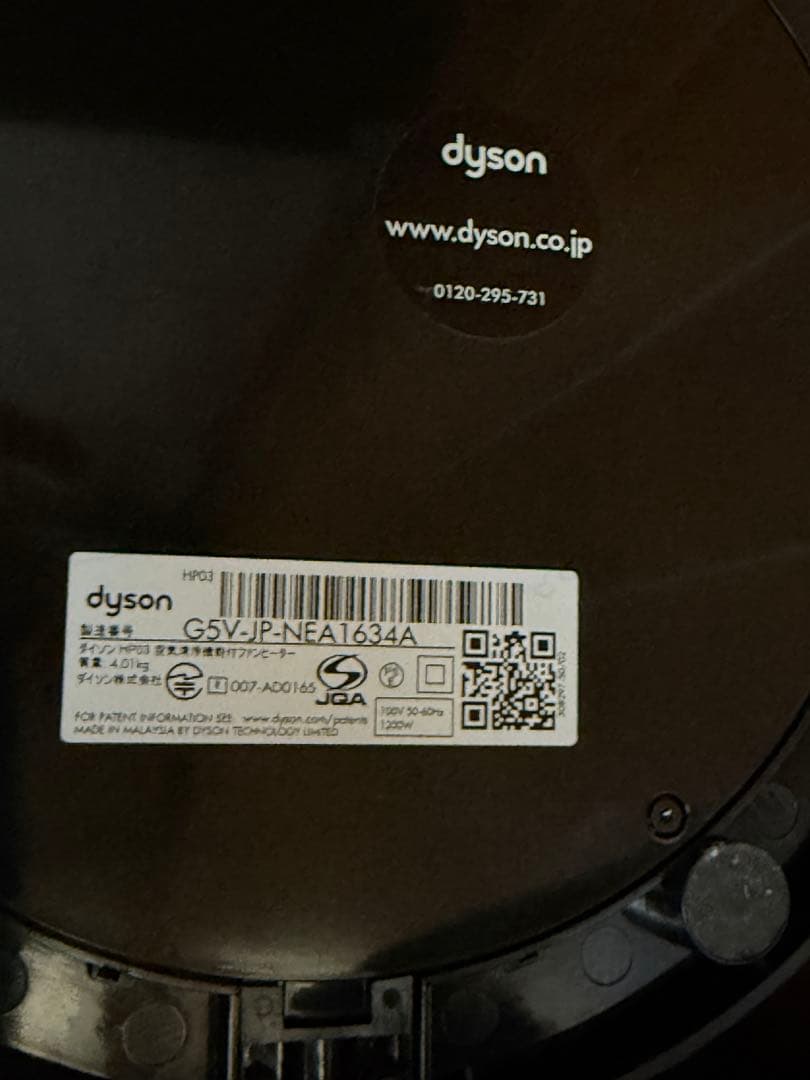 dyson
www.dyson.co.jp
0120-295-731
HP03
dyson
製造番号 G5V-JP-NEA1634A
ダイソン HP03 空気清浄機能付ファンヒーター
質量: 4.01kg
ダイソン株式会社
007-AD0165
JQA
100V 50-60Hz
1200W
FOR PATENT INFORMATION SEE: www.dyson.com/patents
MADE IN MALAYSIA BY DYSON TECHNOLOGY LIMITED